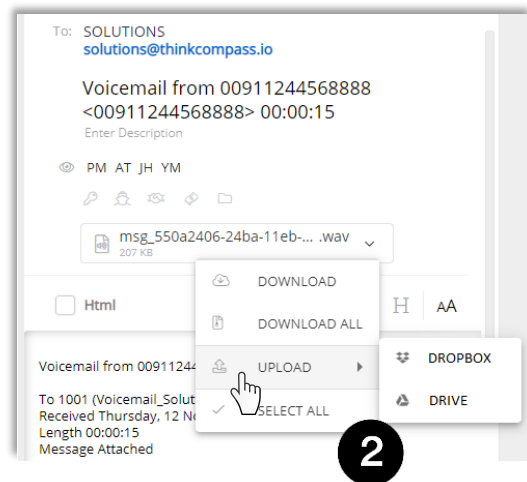 To: SOLUTIONS
solutions@thinkcompass.io
Voicemail from 00911244568888
<00911244568888> 00:00:15
Enter Description
PM AT JH YM
msg_550a2406-24ba-11eb-... .wav
207 KB
DOWNLOAD
Html
H AA
DOWNLOAD ALL
Voicemail from 0091124
UPLOAD
DROPBOX
To 1001 (Voicemail_Solut
DRIVE
Received Thursday, 12 N
SELECT ALL
Length 00:00:15
Message Attached
2